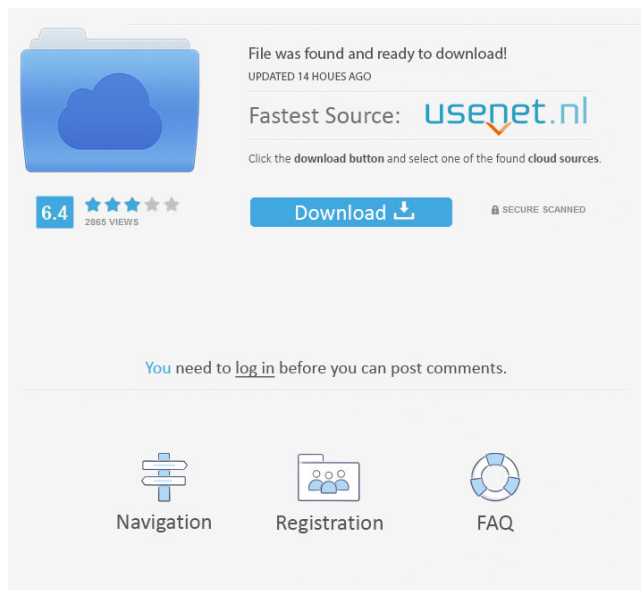 File was found and ready to download!
UPDATED 14 HOUES AGO
Fastest Source: usenet.nl
Click the download button and select one of the found cloud sources.
6.4
2865 VIEWS
Download
SECURE SCANNED
You need to log in before you can post comments.
Navigation
Registration
FAQ